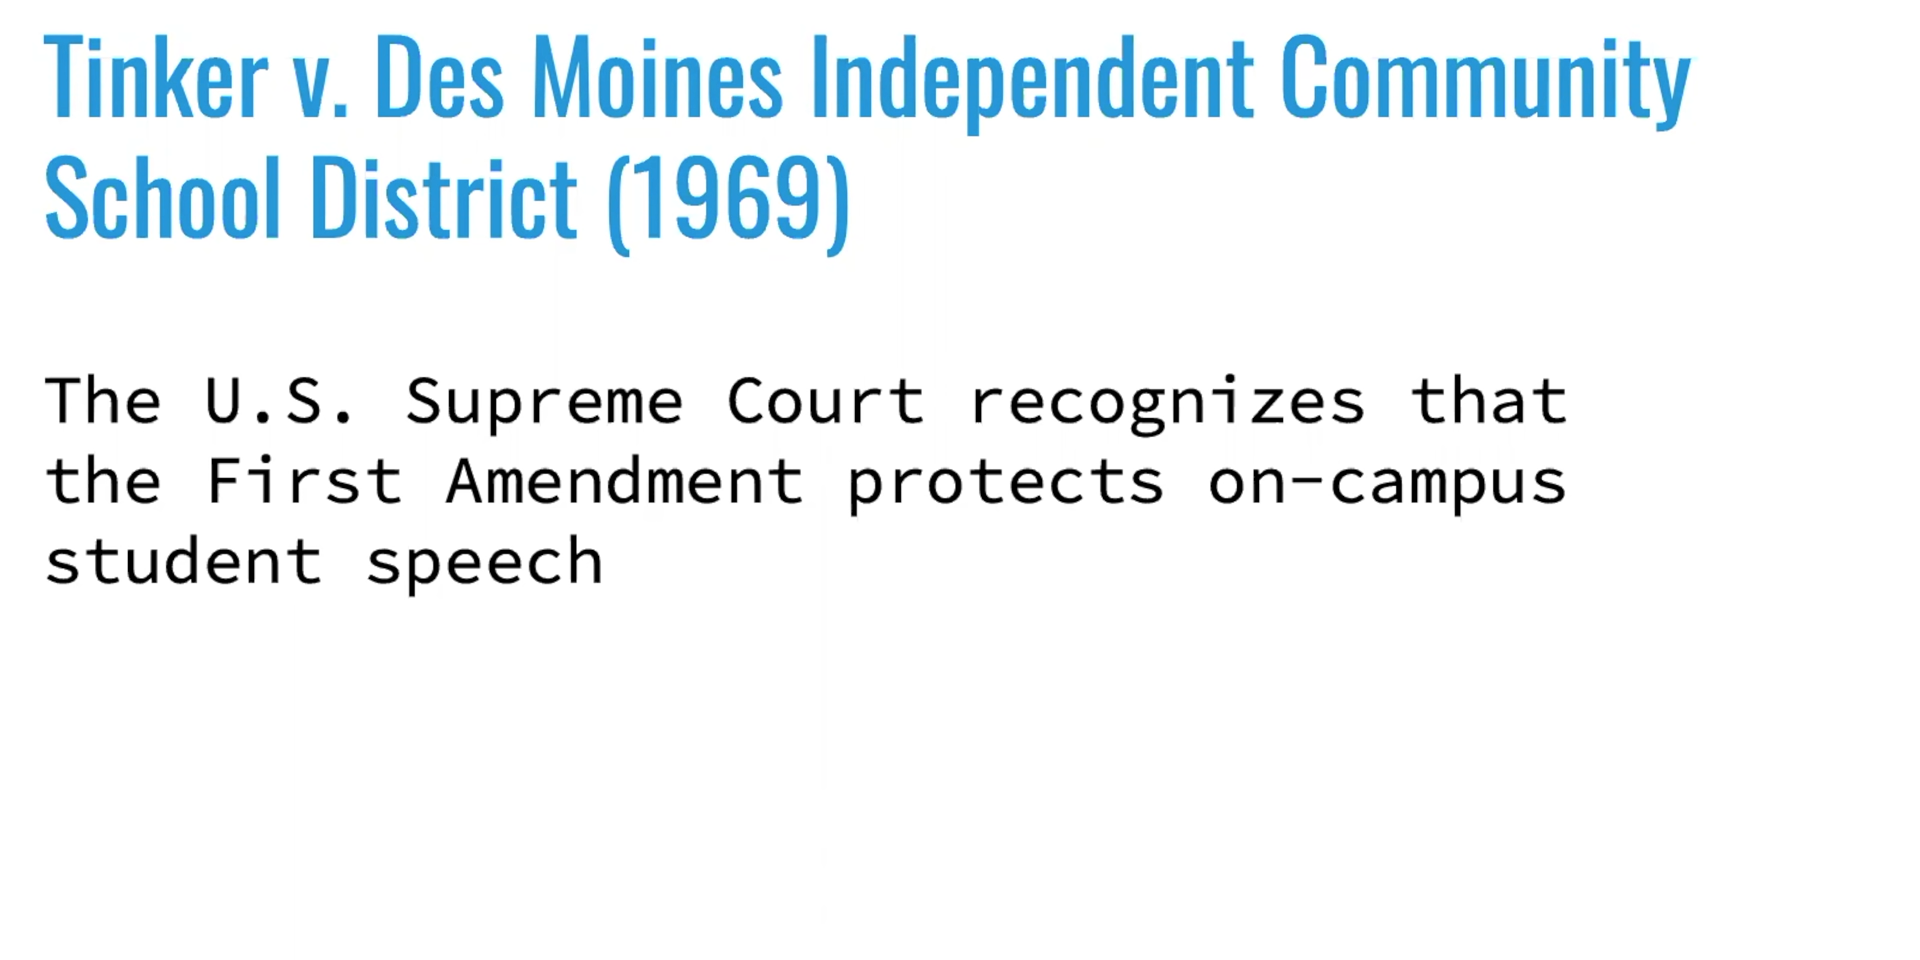 Tinker v. Des Moines Independent Community
School District (1969)
The U.S. Supreme Court recognizes that
the First Amendment protects on-campus
student speech